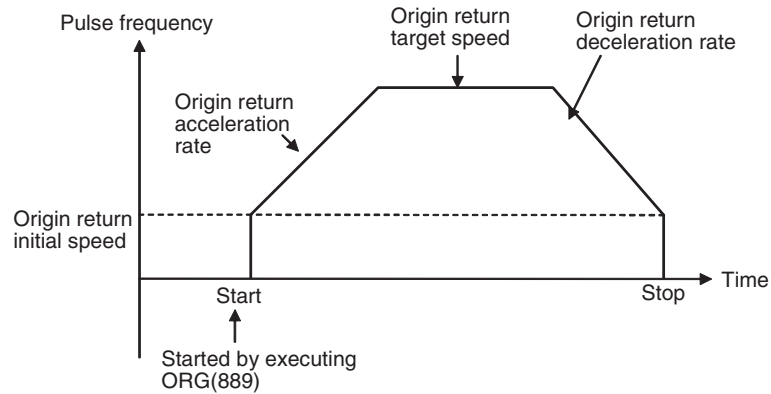 Pulse frequency
Origin return
target speed
Origin return
deceleration rate
Origin return
acceleration
rate
Origin return
initial speed
Start
Stop
Time
Started by executing
ORG(889)